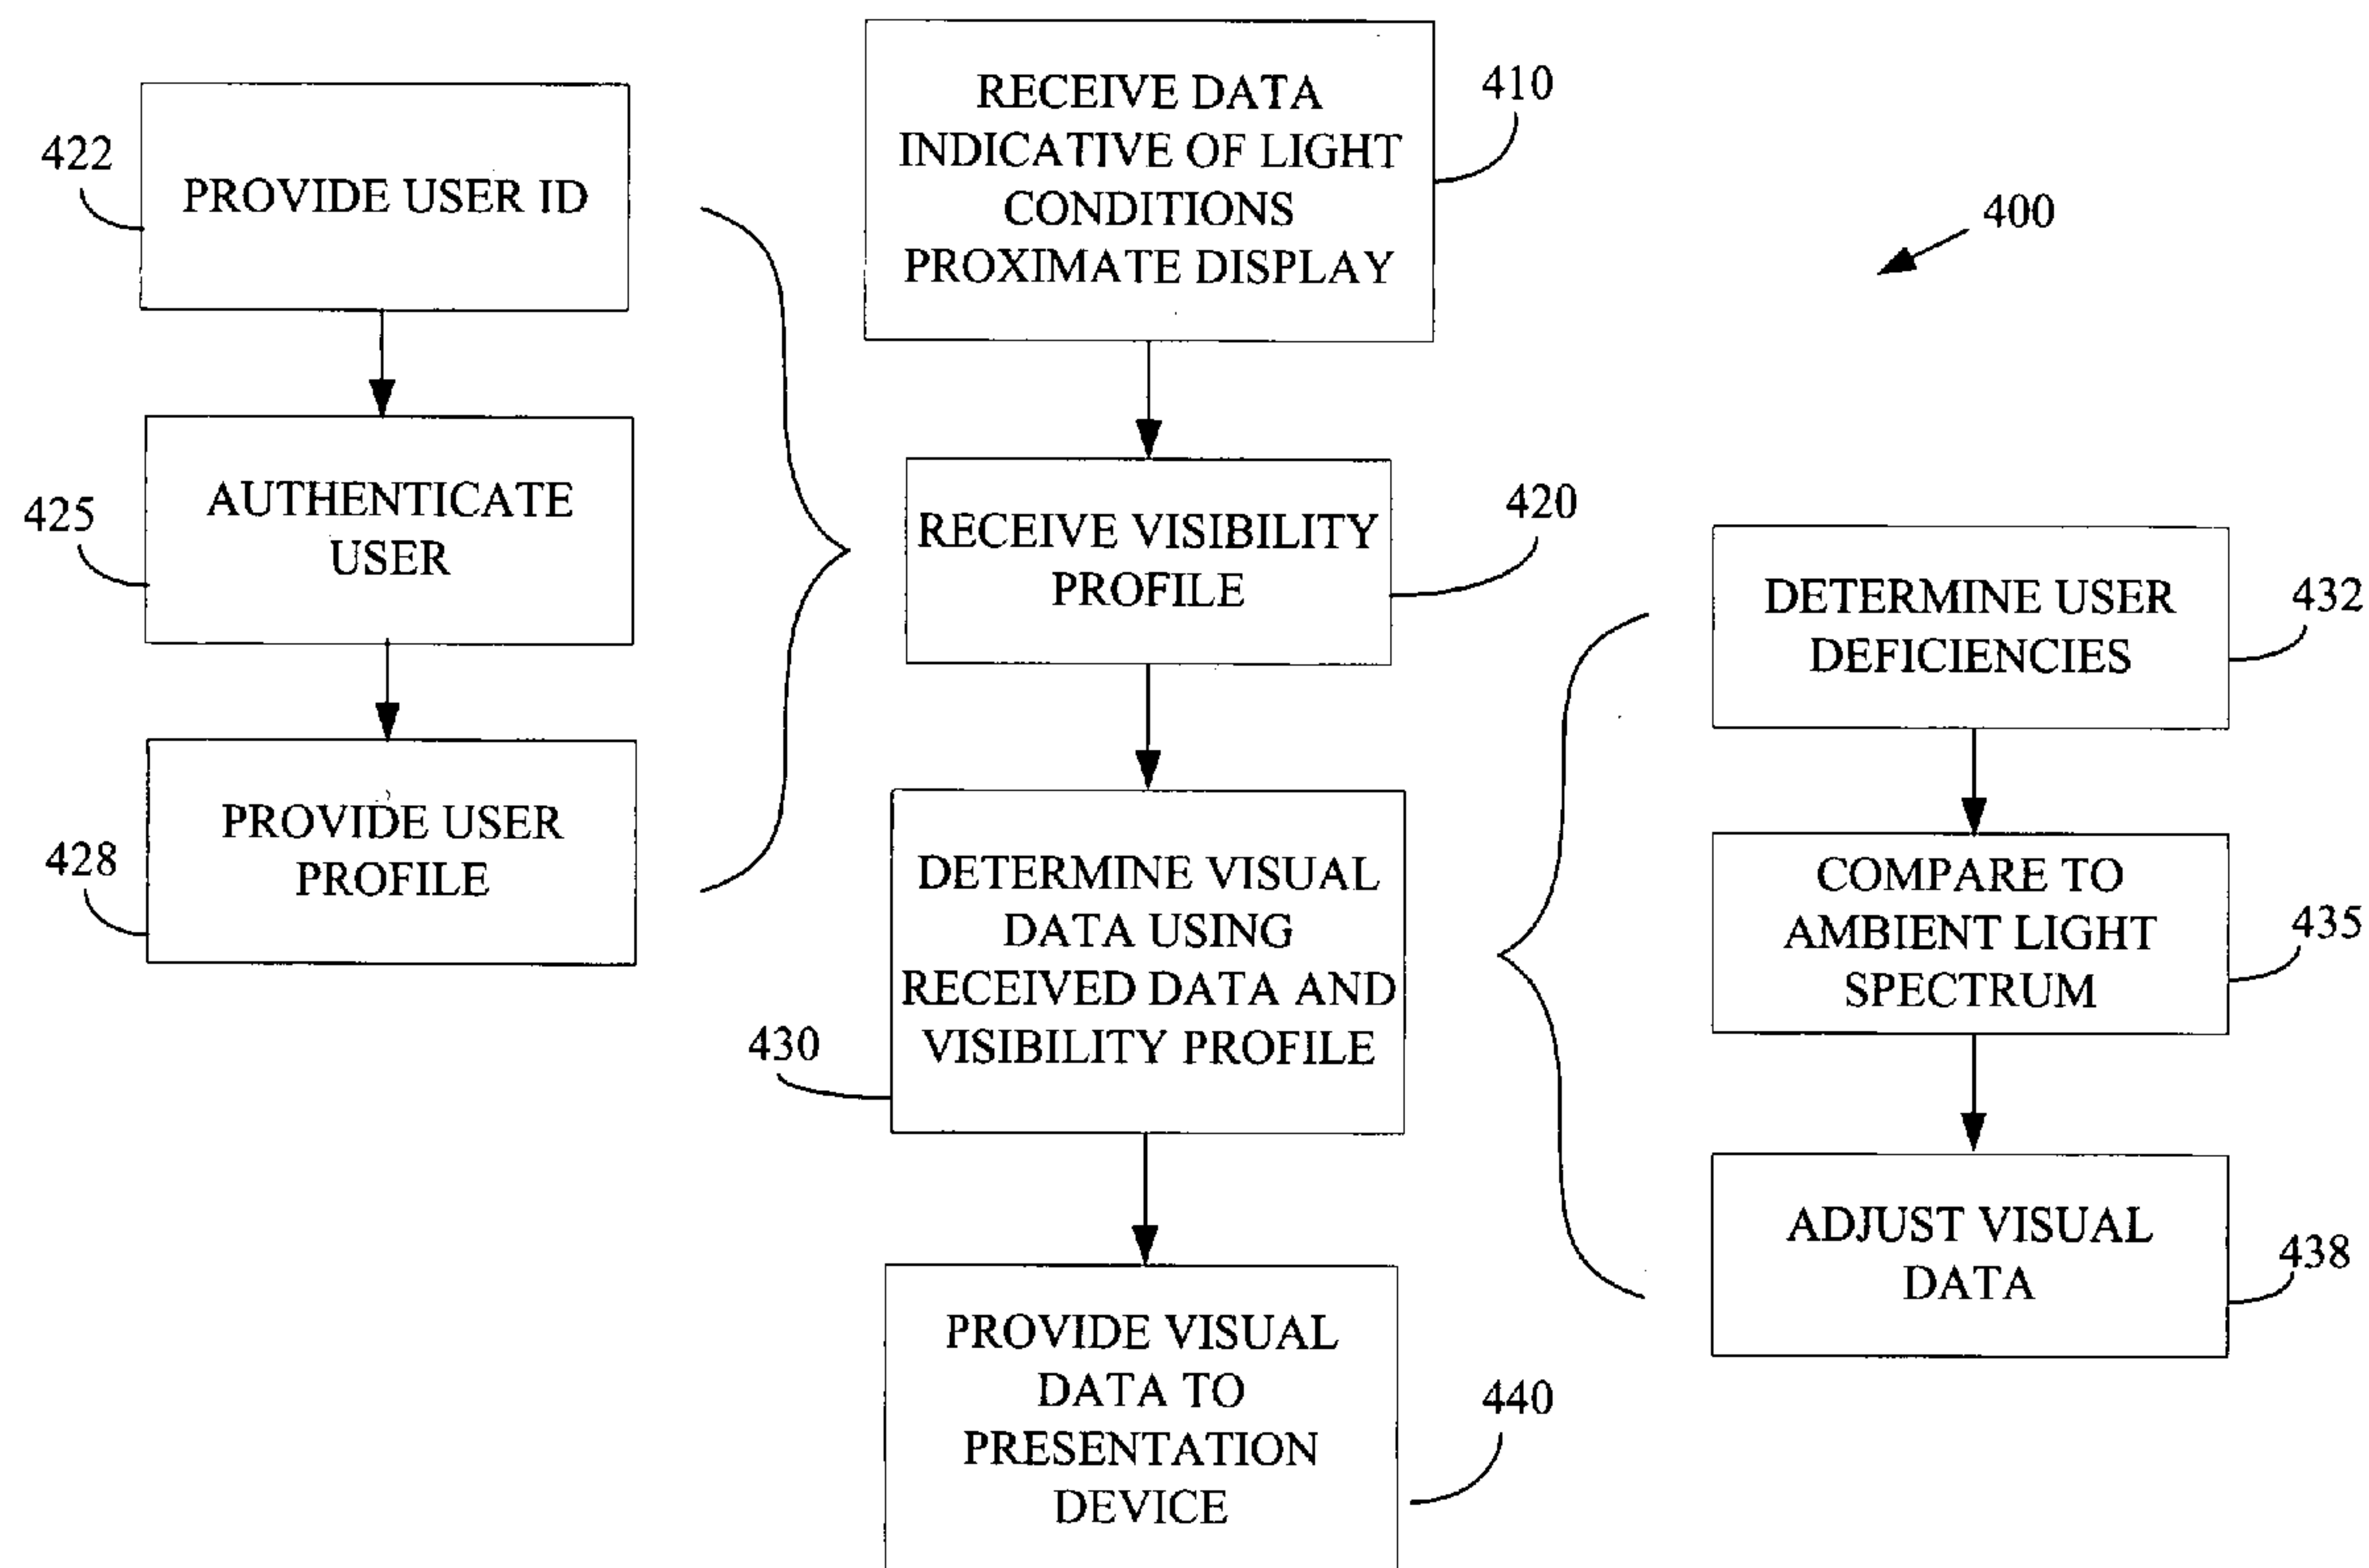 422
PROVIDE USER ID
425
AUTHENTICATE
USER
428
PROVIDE USER
PROFILE
RECEIVE DATA
INDICATIVE OF LIGHT
CONDITIONS
PROXIMATE DISPLAY
410
400
RECEIVE VISIBILITY
PROFILE
420
DETERMINE VISUAL
DATA USING
RECEIVED DATA AND
VISIBILITY PROFILE
430
PROVIDE VISUAL
DATA TO
PRESENTATION
DEVICE
440
DETERMINE USER
DEFICIENCIES
432
COMPARE TO
AMBIENT LIGHT
SPECTRUM
435
ADJUST VISUAL
DATA
438